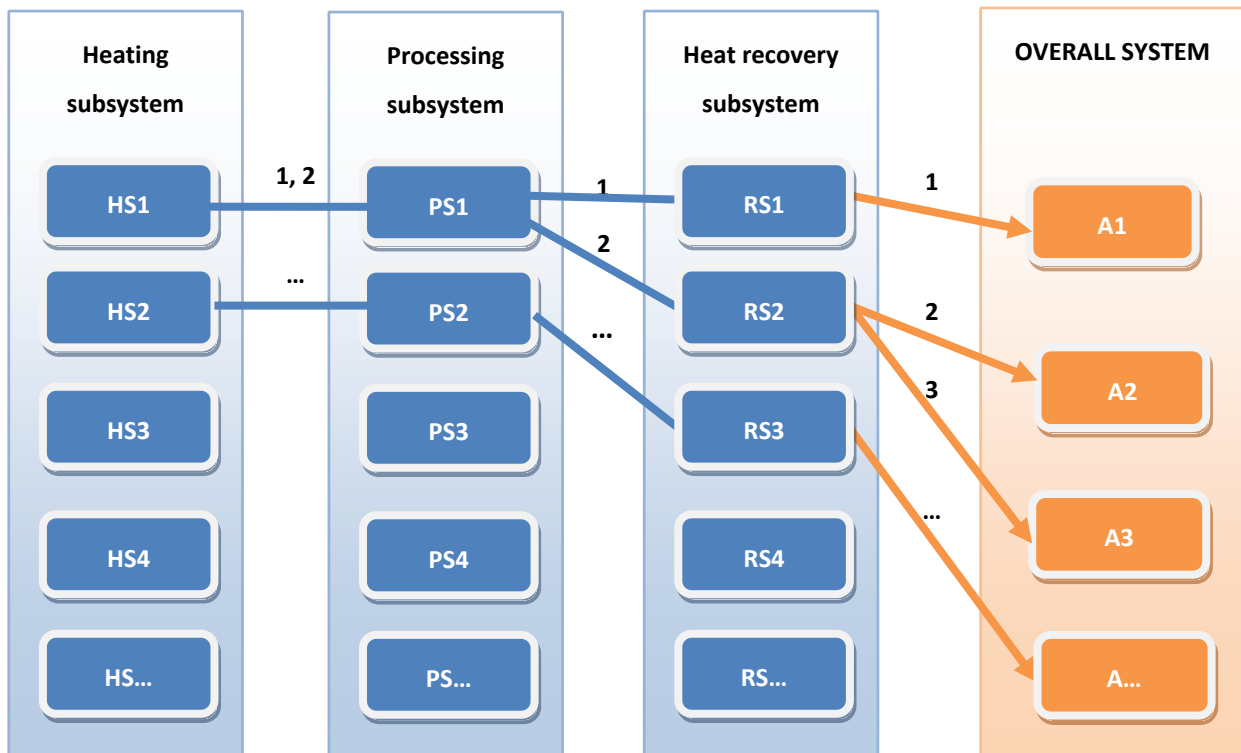 Heating
subsystem
Processing
subsystem
Heat recovery
subsystem
OVERALL SYSTEM
HS1
1, 2
PS1
1
RS1
1
A1
2
HS2
...
PS2
...
RS2
2
A2
3
HS3
PS3
RS3
...
A3
HS4
PS4
RS4
HS...
PS...
RS...
A...